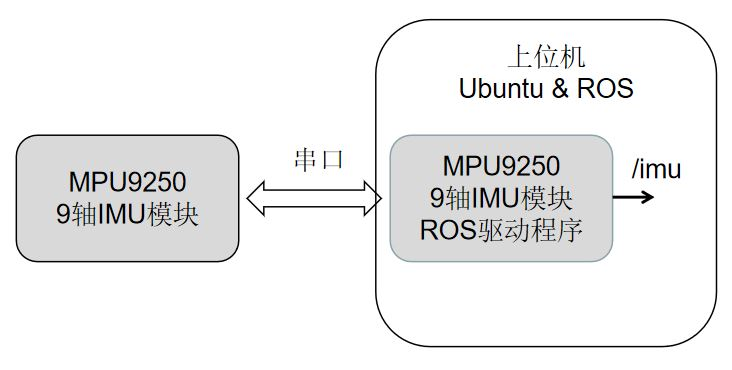 上位机
Ubuntu & ROS
串口
MPU9250
9轴IMU模块
MPU9250
9轴IMU模块
ROS驱动程序
/imu